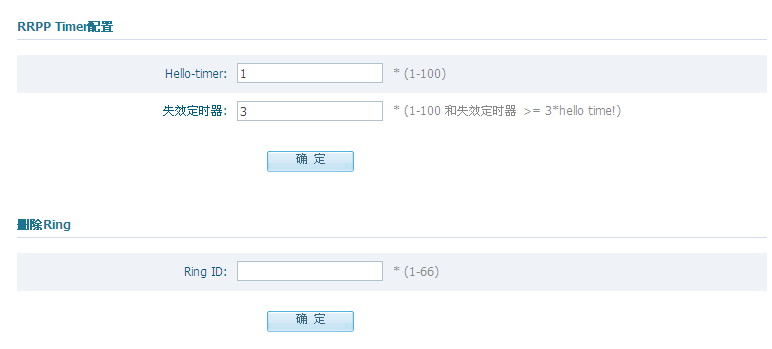 RRPP Timer配置
Hello-timer: 1 * (1-100)
失效定时器: 3 * (1-100 和失效定时器 >= 3*hello time!)
确 定
删除Ring
Ring ID: * (1-66)
确 定